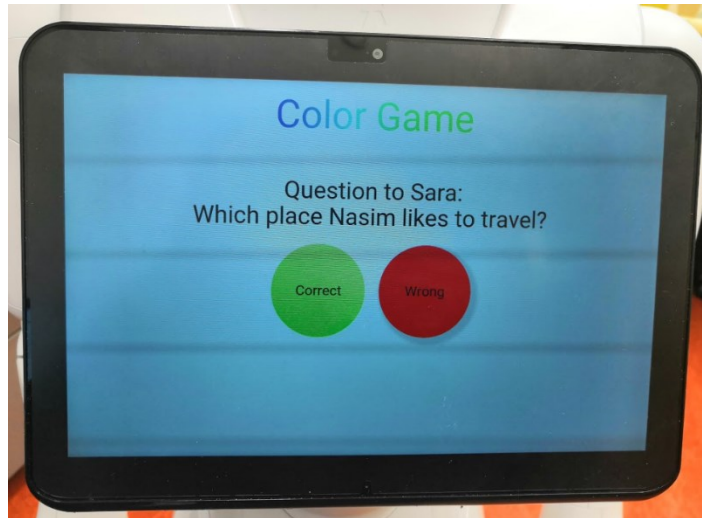 Color Game
Question to Sara:
Which place Nasim likes to travel?
Correct
Wrong